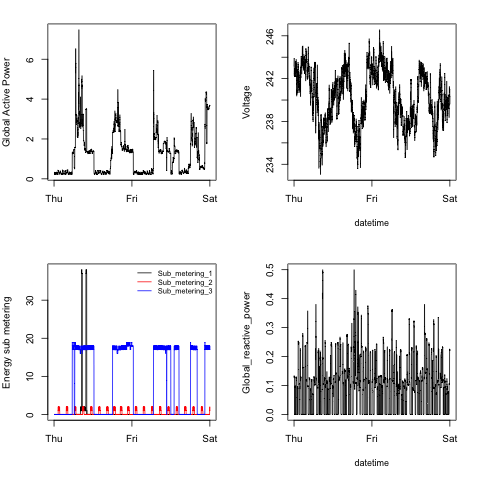 Global Active Power
6
4
2
0
Thu Fri Sat
Voltage
246
242
238
234
Thu Fri Sat
datetime
Energy sub metering
30
20
10
0
Sub_metering_1
Sub_metering_2
Sub_metering_3
Thu Fri Sat
Global_reactive_power
0.5
0.4
0.3
0.2
0.1
0.0
Thu Fri Sat
datetime